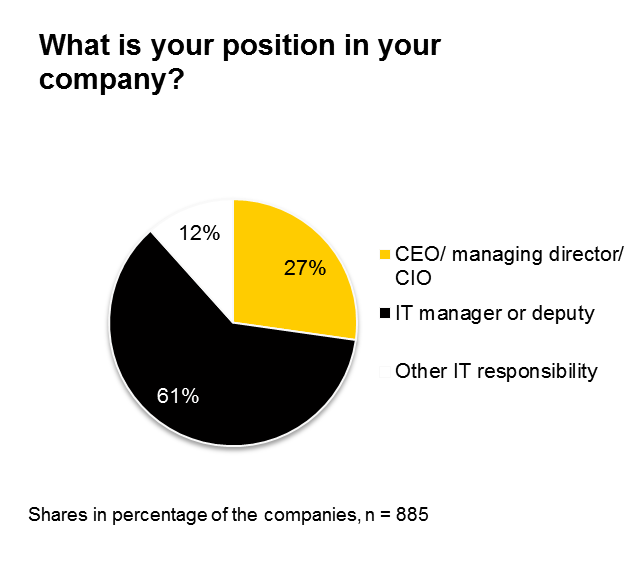 What is your position in your
company?
12%
27%
61%
CEO/ managing director/
CIO
IT manager or deputy
Other IT responsibility
Shares in percentage of the companies, n = 885